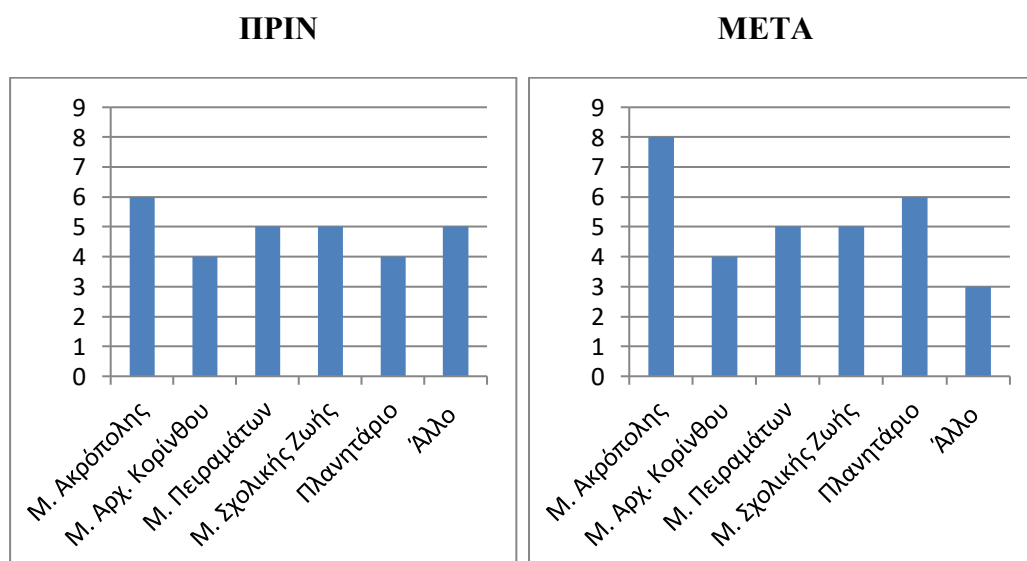 ΠΡΙΝ
9
8
7
6
5
4
3
2
1
0
Μ. Ακρόπολης
Μ. Αρχ. Κορίνθου
Μ. Πειραμάτων
Μ. Σχολικής Ζωής
Πλανητάριο
Άλλο
ΜΕΤΑ
9
8
7
6
5
4
3
2
1
0
Μ. Ακρόπολης
Μ. Αρχ. Κορίνθου
Μ. Πειραμάτων
Μ. Σχολικής Ζωής
Πλανητάριο
Άλλο